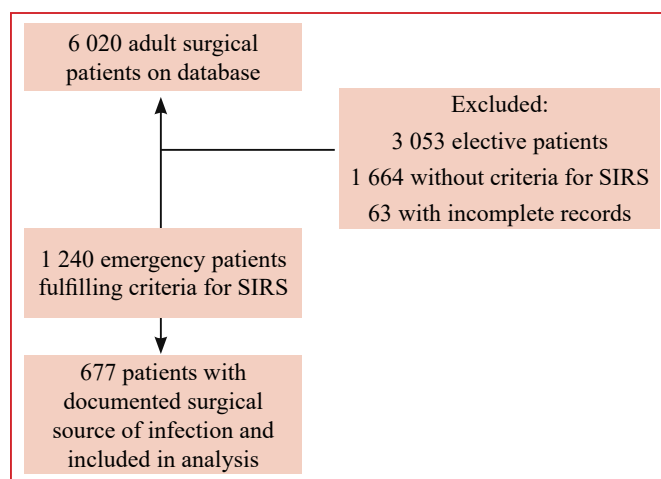 6 020 adult surgical
patients on database
Excluded:
3 053 elective patients
1 664 without criteria for SIRS
63 with incomplete records
1 240 emergency patients
fulfilling criteria for SIRS
677 patients with
documented surgical
source of infection and
included in analysis